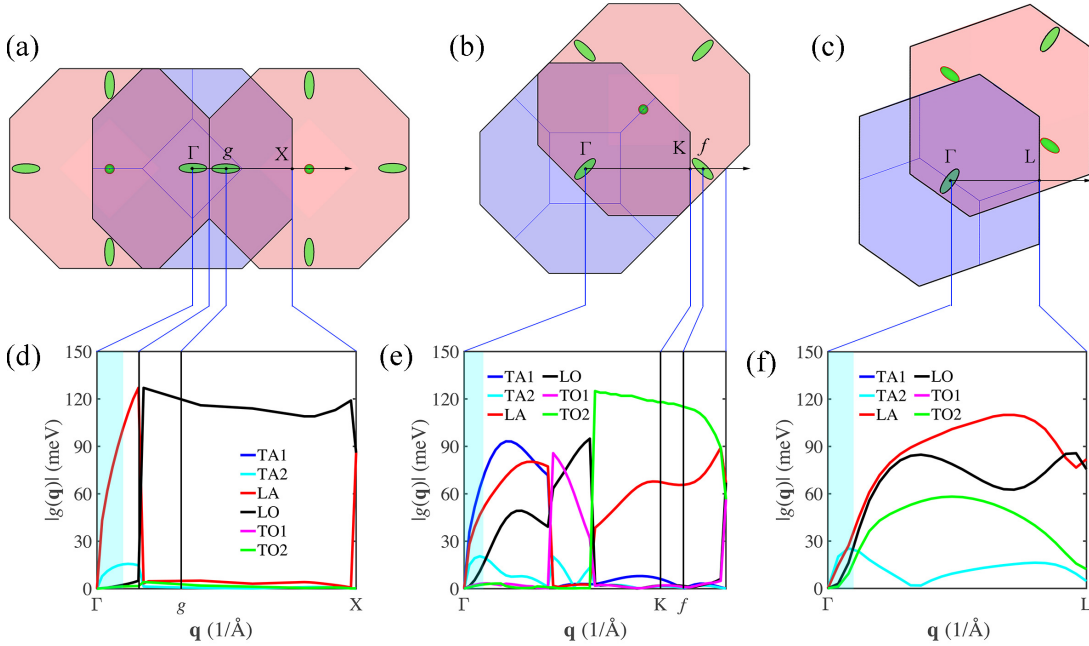 (a)
Γ
g
X
(b)
Γ
K
f
(c)
Γ
L
(d)
150
120
90
60
30
0
|g(q)| (meV)
TA1
TA2
LA
LO
TO1
TO2
Γ
g
X
q (1/Å)
(e)
150
120
90
60
30
0
|g(q)| (meV)
TA1
TA2
LA
LO
TO1
TO2
Γ
K
f
q (1/Å)
(f)
150
120
90
60
30
0
|g(q)| (meV)
TA1
TA2
LA
LO
TO1
TO2
Γ
L
q (1/Å)